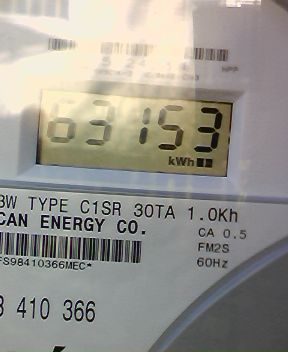 63153
kWh
3W TYPE C1SR 30TA 1.0Kh
CAN ENERGY CO.
CA 0.5
FM2S
FS98410366MEC*
60Hz
410 366